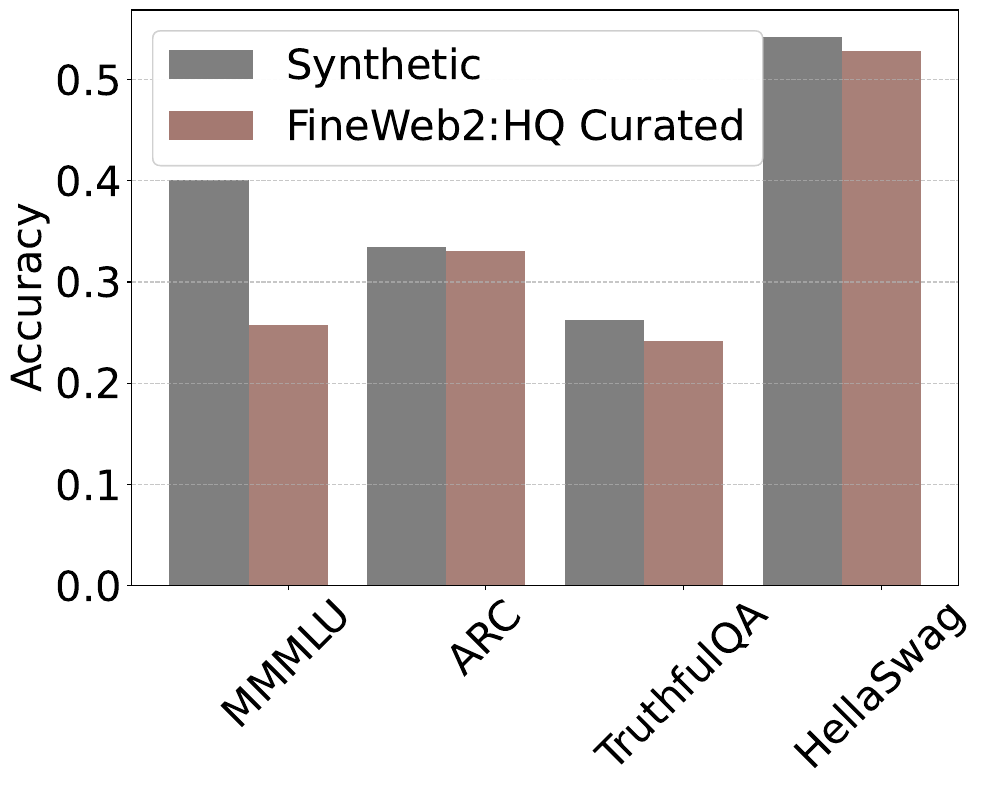 Synthetic
FineWeb2:HQ Curated
Accuracy
0.5
0.4
0.3
0.2
0.1
0.0
MMMLU
ARC
TruthfulQA
HellaSwag